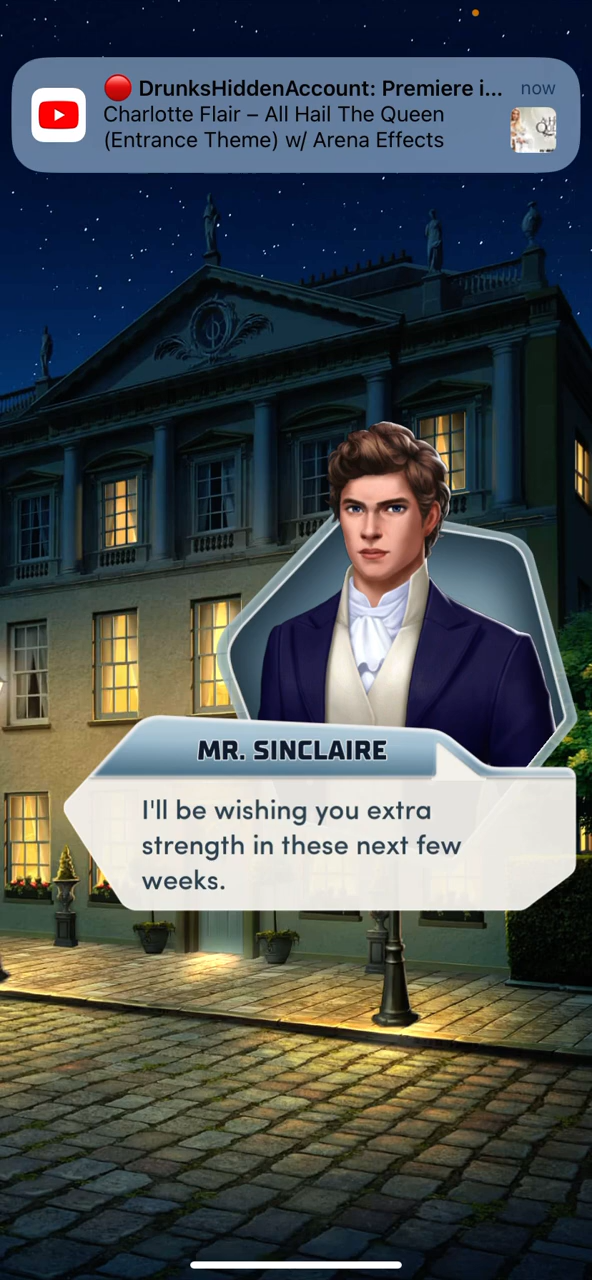 🔴 DrunksHiddenAccount: Premiere i... now
Charlotte Flair – All Hail The Queen
(Entrance Theme) w/ Arena Effects
MR. SINCLAIRE
I'll be wishing you extra
strength in these next few
weeks.